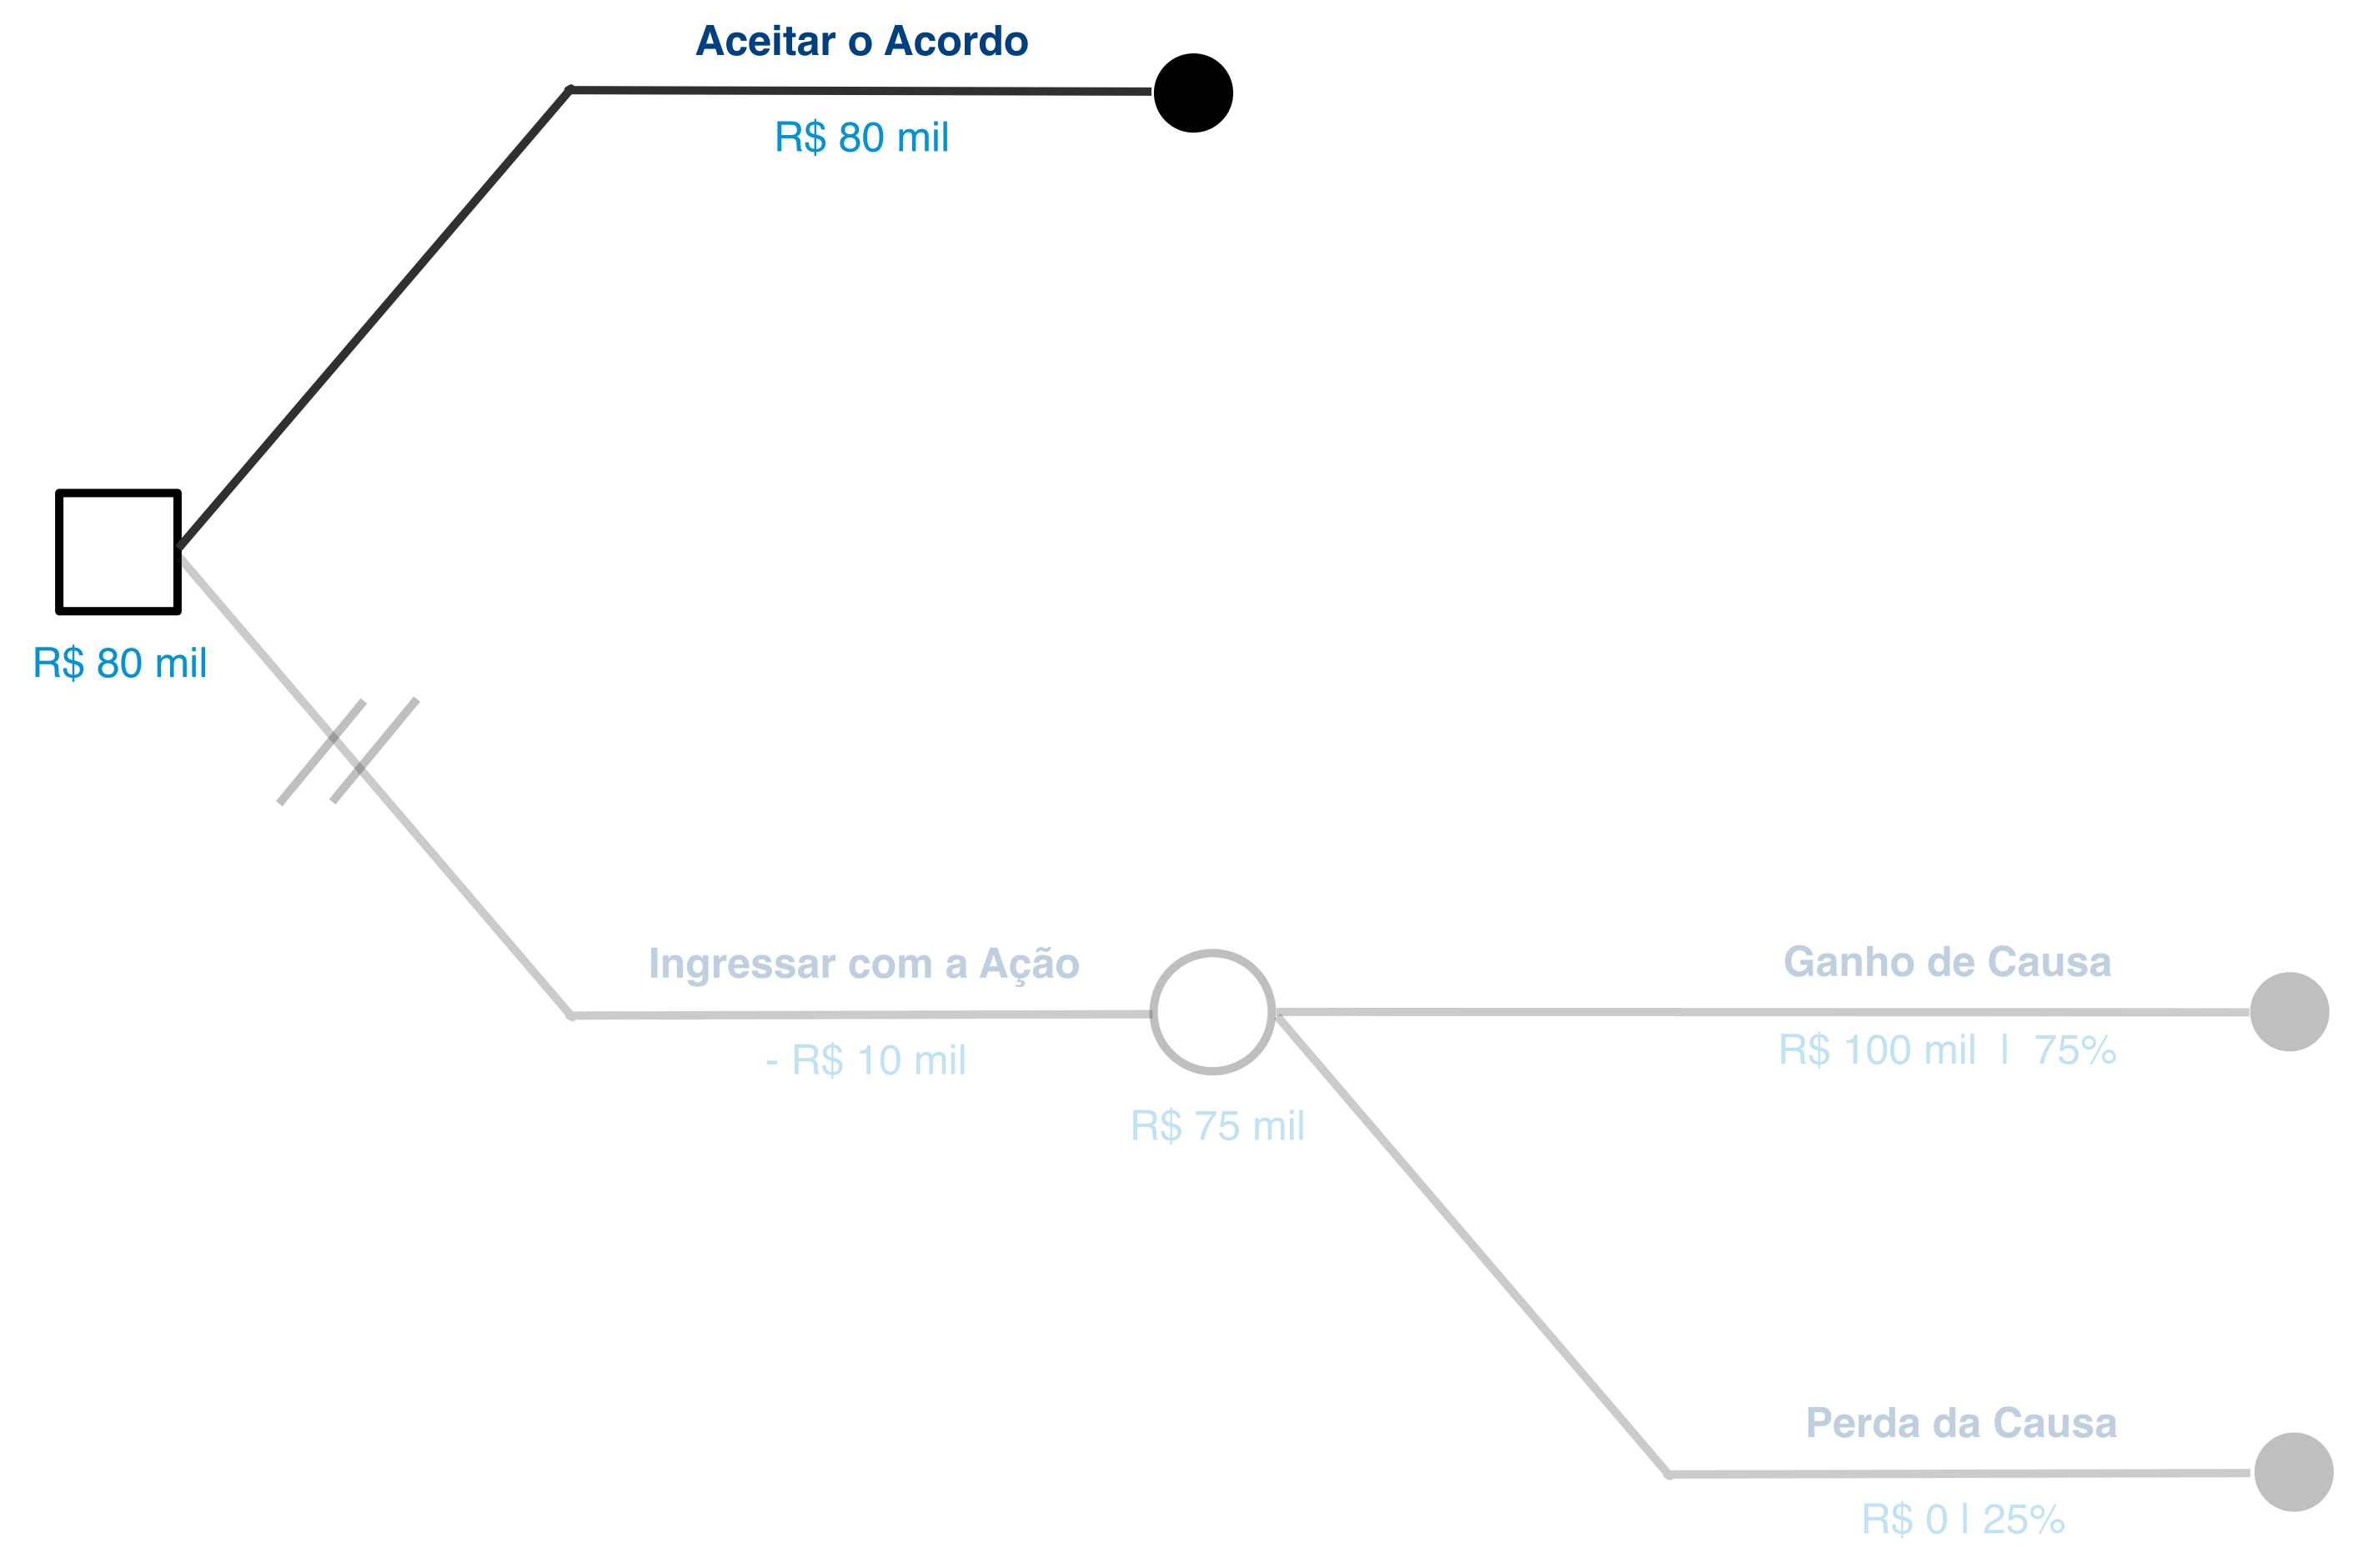 Aceitar o Acordo
R$ 80 mil
R$ 80 mil
Ingressar com a Ação
- R$ 10 mil
R$ 75 mil
Ganho de Causa
R$ 100 mil | 75%
Perda da Causa
R$ 0 | 25%